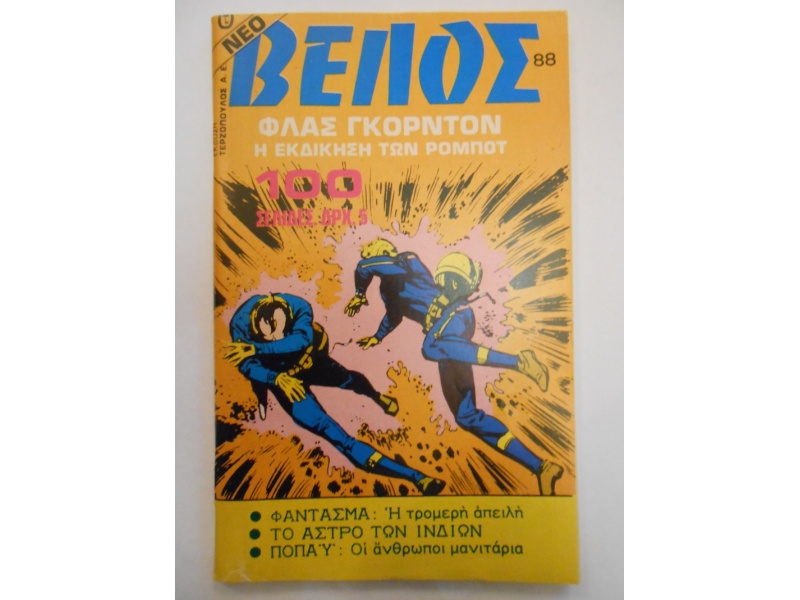 ΝΕΟ
ΒΕΛΟΣ
88
ΤΕΡΖΟΠΟΥΛΟΣ Α.Ε.
ΦΛΑΣ ΓΚΟΡΝΤΟΝ
Η ΕΚΔΙΚΗΣΗ ΤΩΝ ΡΟΜΠΟΤ
100
ΣΕΛΙΔΕΣ ΔΡΧ. 5
● ΦΑΝΤΑΣΜΑ: Ἡ τρομερὴ ἀπειλὴ
● ΤΟ ΑΣΤΡΟ ΤΩΝ ΙΝΔΙΩΝ
● ΠΟΠΑΫ: Οἱ ἄνθρωποι μανιτάρια